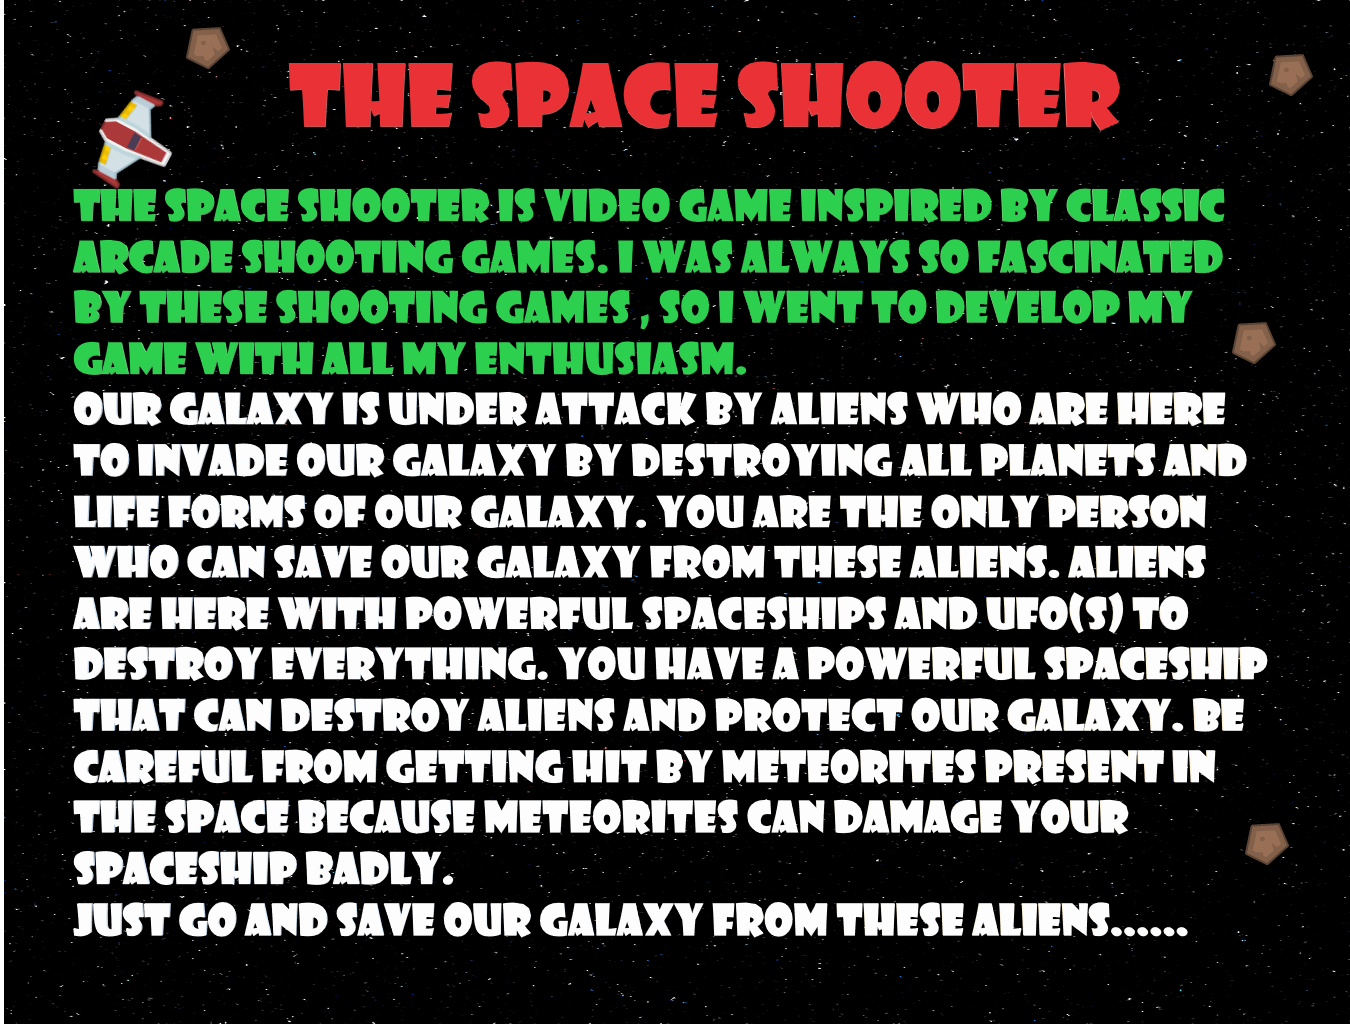 THE SPACE SHOOTER
THE SPACE SHOOTER IS VIDEO GAME INSPIRED BY CLASSIC
ARCADE SHOOTING GAMES. I WAS ALWAYS SO FASCINATED
BY THESE SHOOTING GAMES , SO I WENT TO DEVELOP MY
GAME WITH ALL MY ENTHUSIASM.
OUR GALAXY IS UNDER ATTACK BY ALIENS WHO ARE HERE
TO INVADE OUR GALAXY BY DESTROYING ALL PLANETS AND
LIFE FORMS OF OUR GALAXY. YOU ARE THE ONLY PERSON
WHO CAN SAVE OUR GALAXY FROM THESE ALIENS. ALIENS
ARE HERE WITH POWERFUL SPACESHIPS AND UFO(S) TO
DESTROY EVERYTHING. YOU HAVE A POWERFUL SPACESHIP
THAT CAN DESTROY ALIENS AND PROTECT OUR GALAXY. BE
CAREFUL FROM GETTING HIT BY METEORITES PRESENT IN
THE SPACE BECAUSE METEORITES CAN DAMAGE YOUR
SPACESHIP BADLY.
JUST GO AND SAVE OUR GALAXY FROM THESE ALIENS......